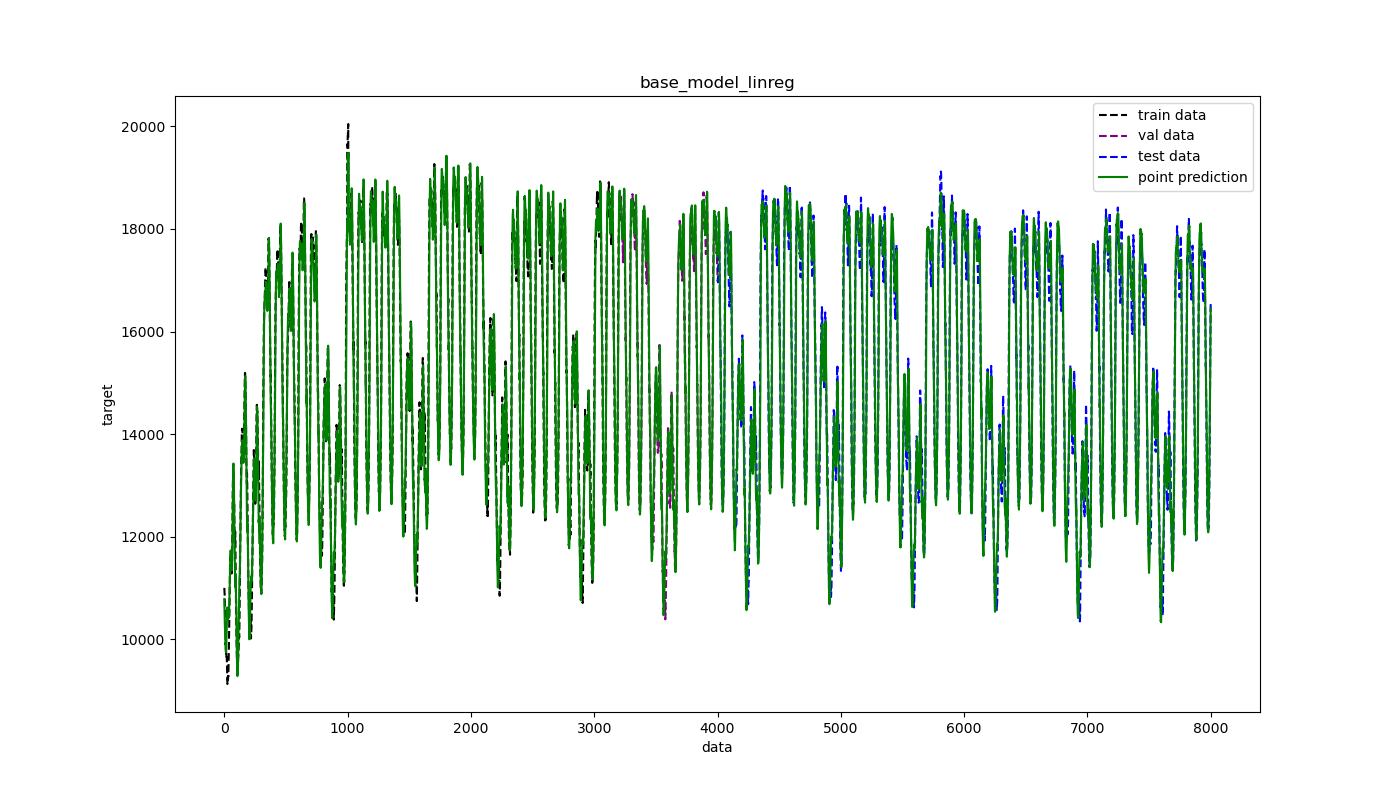 base_model_linreg
20000
18000
16000
14000
12000
10000
target
train data
val data
test data
point prediction
0 1000 2000 3000 4000 5000 6000 7000 8000
data